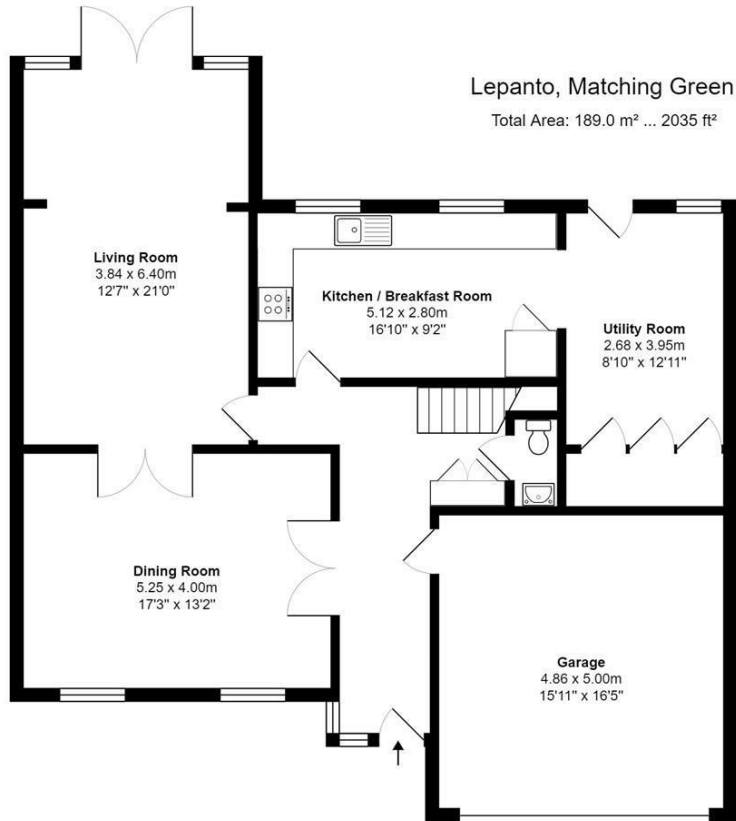 Lepanto, Matching Green
Total Area: 189.0 m² ... 2035 ft²
Living Room
3.84 x 6.40m
12'7" x 21'0"
Kitchen / Breakfast Room
5.12 x 2.80m
16'10" x 9'2"
Utility Room
2.68 x 3.95m
8'10" x 12'11"
Dining Room
5.25 x 4.00m
17'3" x 13'2"
Garage
4.86 x 5.00m
15'11" x 16'5"